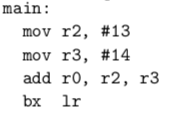 main:
  mov r2, #13
  mov r3, #14
  add r0, r2, r3
  bx  lr